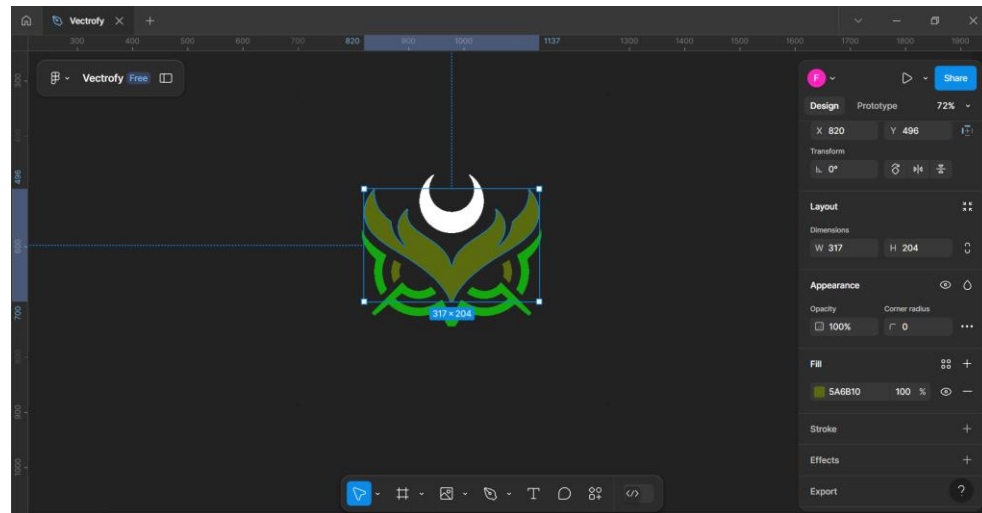 Vectrofy
300 400 500 600 700 820 900 1000 1137 1300 1400 1500 1600 1700 1800 1900
300
496
600
700
900
1000
Vectrofy Free
F
Share
Design Prototype 72%
X 820 Y 496
Transform
0°
Layout
Dimensions
W 317 H 204
Appearance
Opacity Corner radius
100% 0
Fill
5A6B10 100 %
Stroke
Effects
Export
?
317 × 204
T